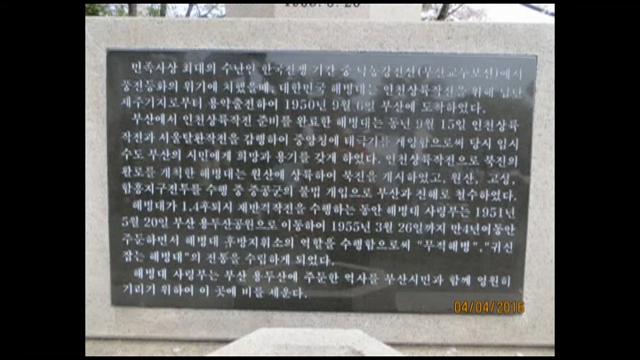 민족사상 최대의 수난인 한국전쟁 기간 중 낙동강전선(부산교두보전)에서
풍전등화의 위기에 처했을때, 대한민국 해병대는 인천상륙작전을 위해
제주기지로부터 용약출진하여 1950년 9월 6일 부산에 도착하였다.
부산에서 인천상륙작전 준비를 완료한 해병대는 동년 9월 15일 인천상륙
작전과 서울탈환작전을 감행하여 중앙청에 태극기를 게양함으로써 당시 임시
수도 부산의 시민에게 희망과 용기를 갖게 하였다. 인천상륙작전으로 북진의
활로를 개척한 해병대는 원산에 상륙하여 북진을 게시하였고, 원산, 고성,
함흥지구전투를 수행 중 중공군의 불법 개입으로 부산과 진해로 철수하였다.
해병대가 1.4후퇴시 재반격작전을 수행하는 동안 해병대 사령부는 1951년
5월 20일 부산 용두산공원으로 이동하여 1955년 3월 26일까지 만4년이동안
주둔하면서 해병대 후방지휘소의 역할을 수행함으로써 "무적해병", "귀신
잡는 해병대"의 전통을 수립하게 되었다.
해병대 사령부는 부산 용두산에 주둔한 역사를 부산시민과 함께 영원히
기리기 위하여 이 곳에 비를 세운다.
04/04/2016